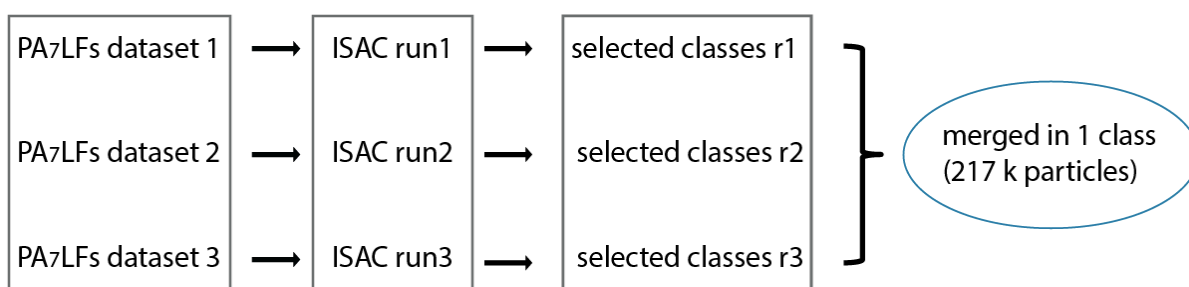 PA7LFs dataset 1 ISAC run1 selected classes r1
PA7LFs dataset 2 ISAC run2 selected classes r2
PA7LFs dataset 3 ISAC run3 selected classes r3
merged in 1 class
(217 k particles)